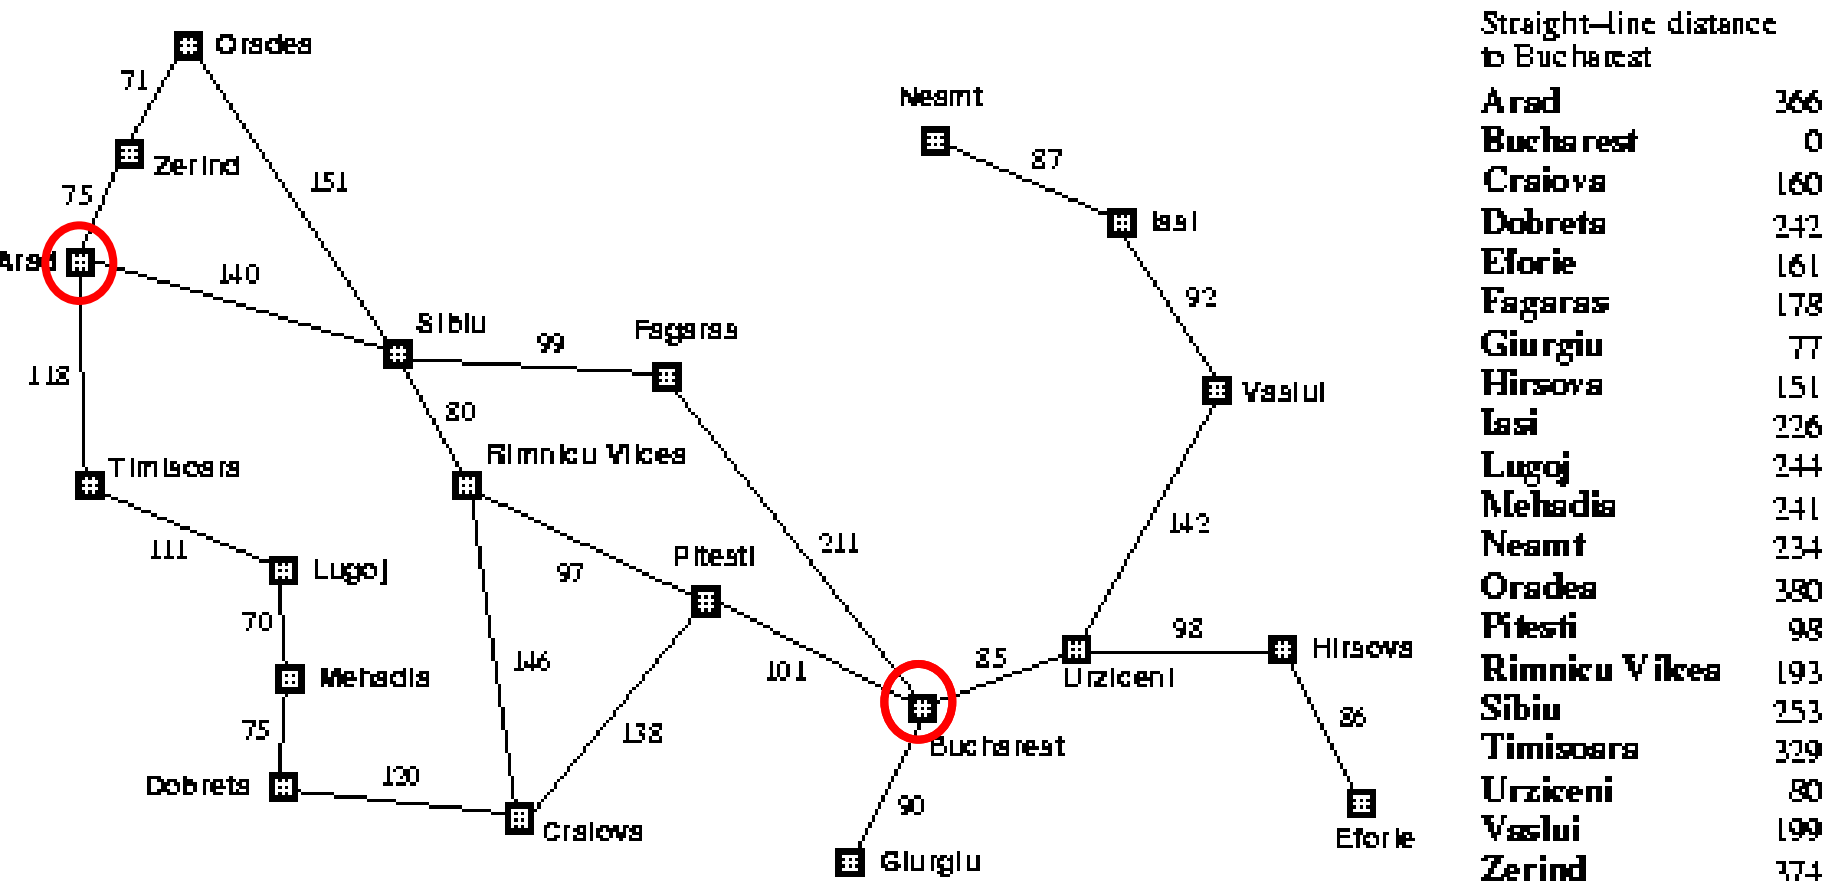 Oradea
71
Neamt
Zerind
87
151
75
Iasi
Arad
140
92
Sibiu
99
Fagaras
118
80
Vaslui
Rimnicu Vilcea
Timisoara
142
111
211
Lugoj
97
Pitesti
70
98
Hirsova
146
85
101
Urziceni
Mehadia
138
86
75
Bucharest
120
Dobreta
90
Craiova
Eforie
Giurgiu
Straight–line distance
to Bucharest
Arad 366
Bucharest 0
Craiova 160
Dobreta 242
Eforie 161
Fagaras 178
Giurgiu 77
Hirsova 151
Iasi 226
Lugoj 244
Mehadia 241
Neamt 234
Oradea 380
Pitesti 98
Rimnicu Vilcea 193
Sibiu 253
Timisoara 329
Urziceni 80
Vaslui 199
Zerind 374